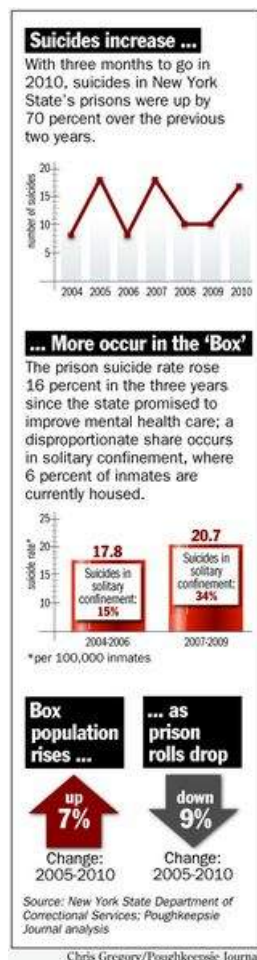 Suicides increase ...
With three months to go in
2010, suicides in New York
State's prisons were up by
70 percent over the previous
two years.
number of suicides
20
15
10
5
2004 2005 2006 2007 2008 2009 2010
... More occur in the 'Box'
The prison suicide rate rose
16 percent in the three years
since the state promised to
improve mental health care; a
disproportionate share occurs
in solitary confinement, where
6 percent of inmates are
currently housed.
suicide rate*
25
20
15
10
17.8
Suicides in
solitary
confinement:
15%
20.7
Suicides in
solitary
confinement:
34%
2004-2006
2007-2009
*per 100,000 inmates
Box
population
rises ...
... as
prison
rolls drop
up
7%
down
9%
Change:
2005-2010
Change:
2005-2010
Source: New York State Department of
Correctional Services; Poughkeepsie
Journal analysis
Chris Gregory/Poughkeepsie Journa